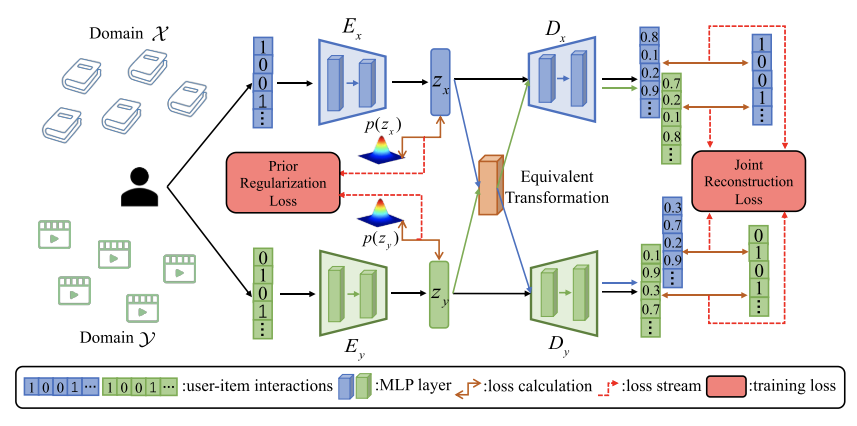 Domain 𝒳
E_x
D_x
1
0
0
1
⋮
z_x
0.8
0.1
0.2
0.9
⋮
0.7
0.2
0.1
0.8
⋮
1
0
0
1
⋮
p(z_x)
Prior
Regularization
Loss
Equivalent
Transformation
Joint
Reconstruction
Loss
p(z_y)
0
1
0
1
⋮
z_y
0.3
0.7
0.2
0.9
⋮
0.1
0.9
0.3
0.7
⋮
0
1
0
1
⋮
Domain 𝒴
E_y
D_y
1 0 0 1 ⋯ 1 0 0 1 ⋯ :user-item interactions :MLP layer :loss calculation :loss stream :training loss